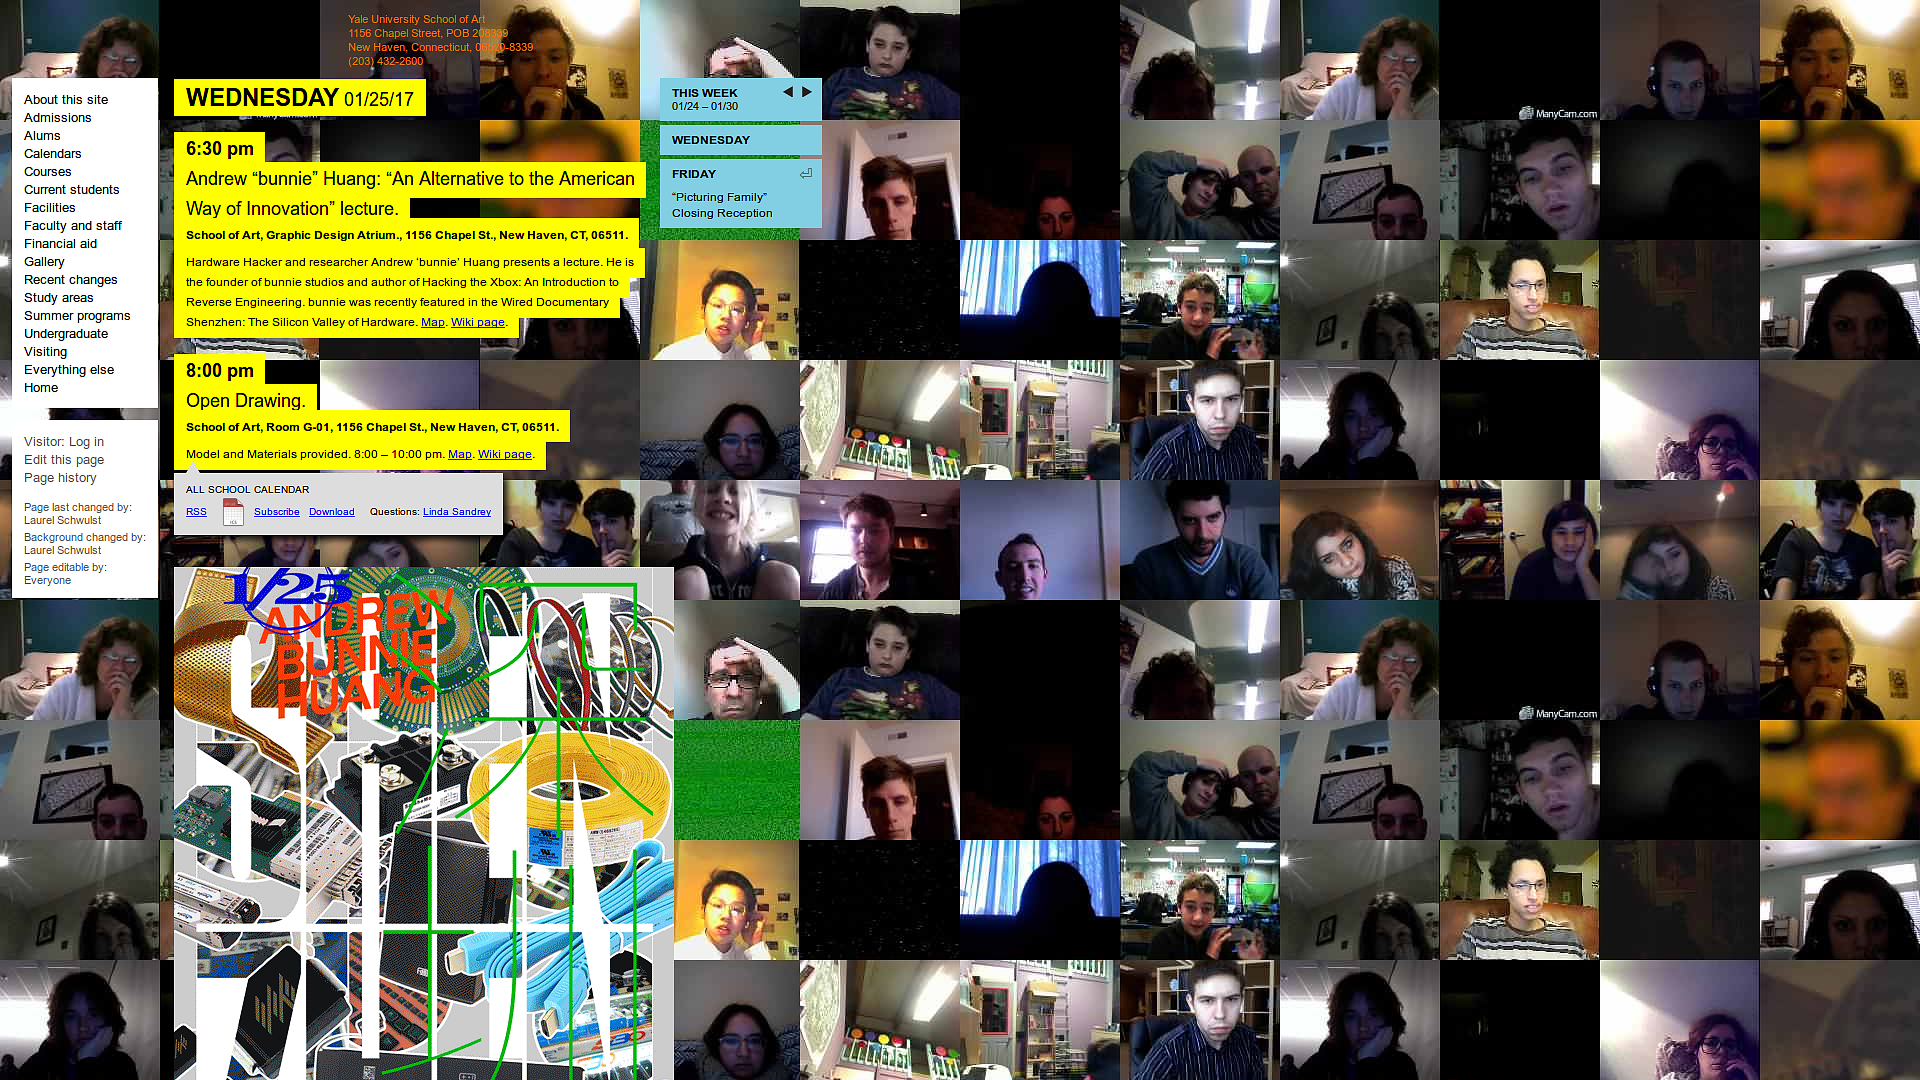 Yale University School of Art
1156 Chapel Street, POB 208339
New Haven, Connecticut, 06520-8339
(203) 432-2600
About this site
Admissions
Alums
Calendars
Courses
Current students
Facilities
Faculty and staff
Financial aid
Gallery
Recent changes
Study areas
Summer programs
Undergraduate
Visiting
Everything else
Home
Visitor: Log in
Edit this page
Page history
Page last changed by:
Laurel Schwulst
Background changed by:
Laurel Schwulst
Page editable by:
Everyone
WEDNESDAY 01/25/17
6:30 pm
Andrew “bunnie” Huang: “An Alternative to the American
Way of Innovation” lecture.
School of Art, Graphic Design Atrium., 1156 Chapel St., New Haven, CT, 06511.
Hardware Hacker and researcher Andrew ‘bunnie’ Huang presents a lecture. He is
the founder of bunnie studios and author of Hacking the Xbox: An Introduction to
Reverse Engineering. bunnie was recently featured in the Wired Documentary
Shenzhen: The Silicon Valley of Hardware. Map. Wiki page.
8:00 pm
Open Drawing.
School of Art, Room G-01, 1156 Chapel St., New Haven, CT, 06511.
Model and Materials provided. 8:00 – 10:00 pm. Map. Wiki page.
ALL SCHOOL CALENDAR
RSS Subscribe Download Questions: Linda Sandrey
THIS WEEK
01/24 – 01/30
WEDNESDAY
FRIDAY
“Picturing Family”
Closing Reception
1/25
ANDREW
BUNNIE
HUANG
ManyCam.com
ManyCam.com